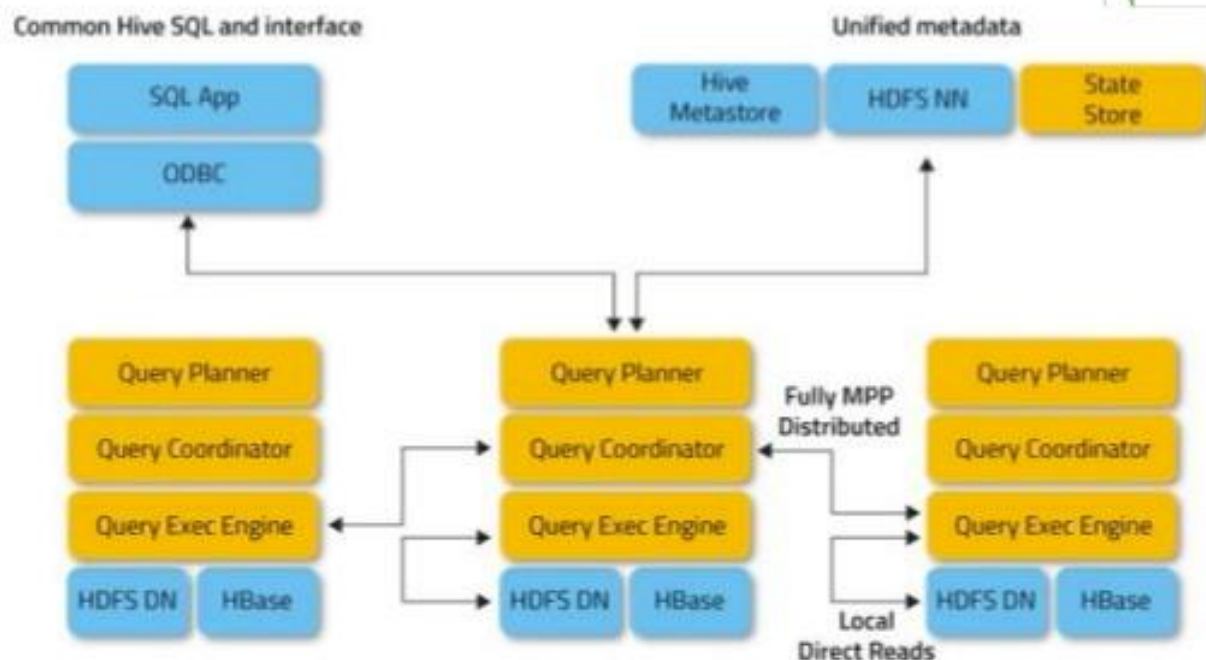 Common Hive SQL and interface
Unified metadata
SQL App
ODBC
Hive
Metastore
HDFS NN
State
Store
Query Planner
Query Coordinator
Query Exec Engine
HDFS DN
HBase
Query Planner
Query Coordinator
Query Exec Engine
HDFS DN
HBase
Fully MPP
Distributed
Local
Direct Reads
Query Planner
Query Coordinator
Query Exec Engine
HDFS DN
HBase